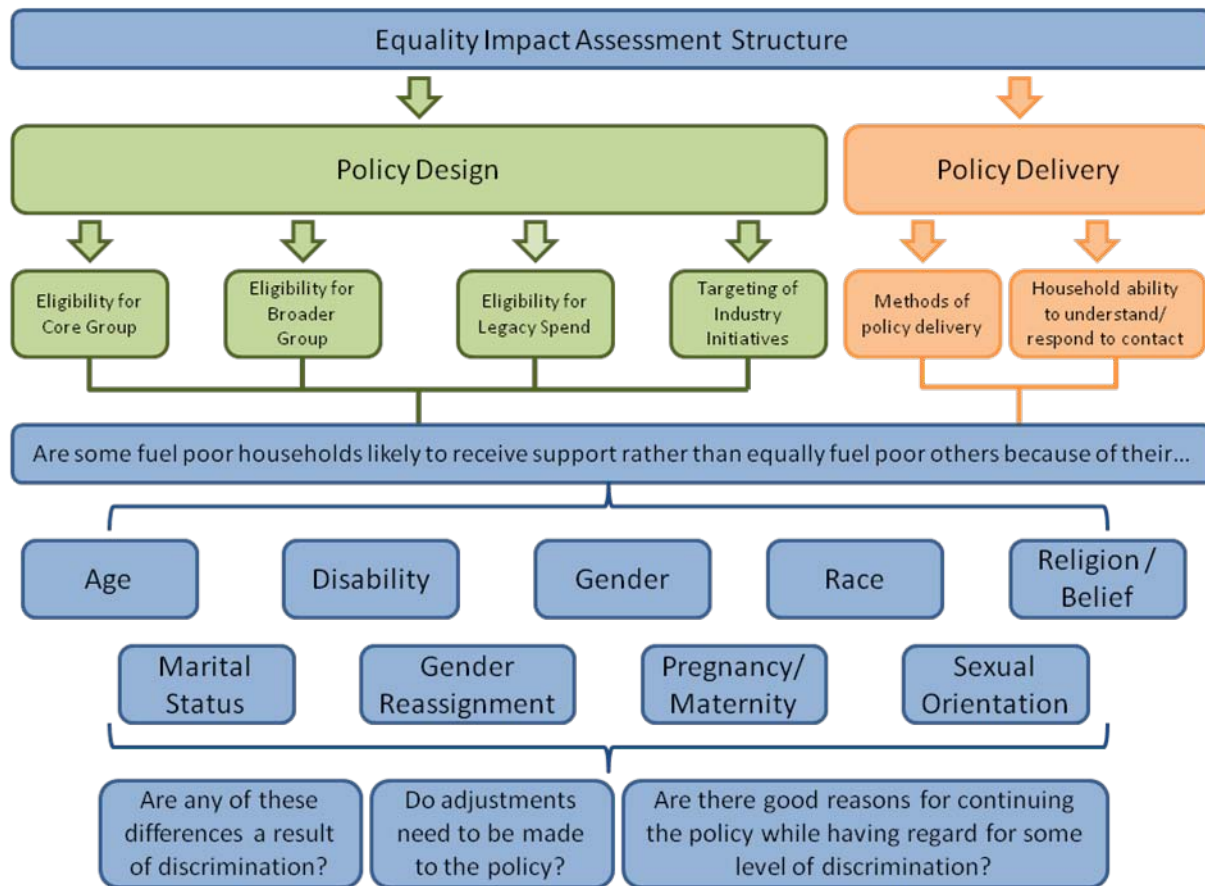 Equality Impact Assessment Structure
Policy Design
Policy Delivery
Eligibility for
Core Group
Eligibility for
Broader
Group
Eligibility for
Legacy Spend
Targeting of
Industry
Initiatives
Methods of
policy delivery
Household ability
to understand/
respond to contact
Are some fuel poor households likely to receive support rather than equally fuel poor others because of their...
Age
Disability
Gender
Race
Religion /
Belief
Marital
Status
Gender
Reassignment
Pregnancy/
Maternity
Sexual
Orientation
Are any of these
differences a result
of discrimination?
Do adjustments
need to be made
to the policy?
Are there good reasons for continuing
the policy while having regard for some
level of discrimination?